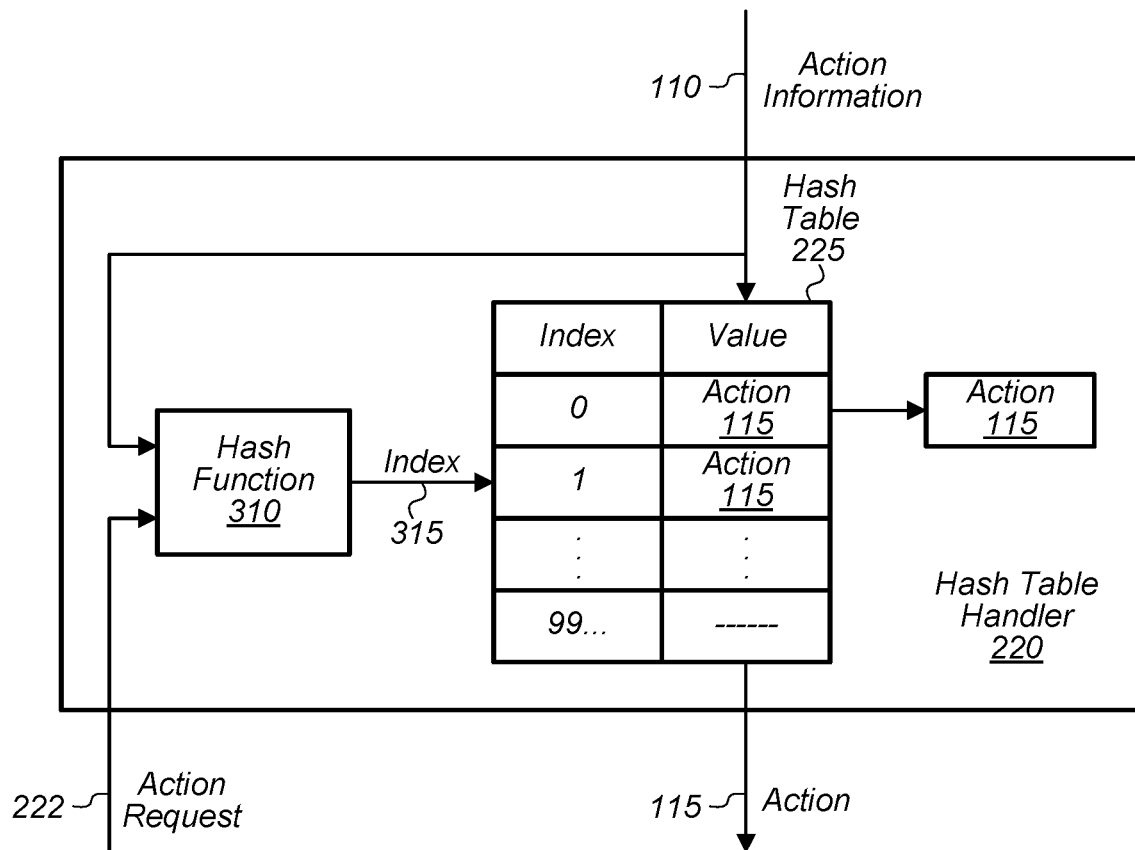 110
Action
Information
Hash
Table
225
Index Value
0 Action
115
Action
115
Hash
Function
310
Index
315
1 Action
115
. .
. .
. .
99... ------
Hash Table
Handler
220
222
Action
Request
115 Action